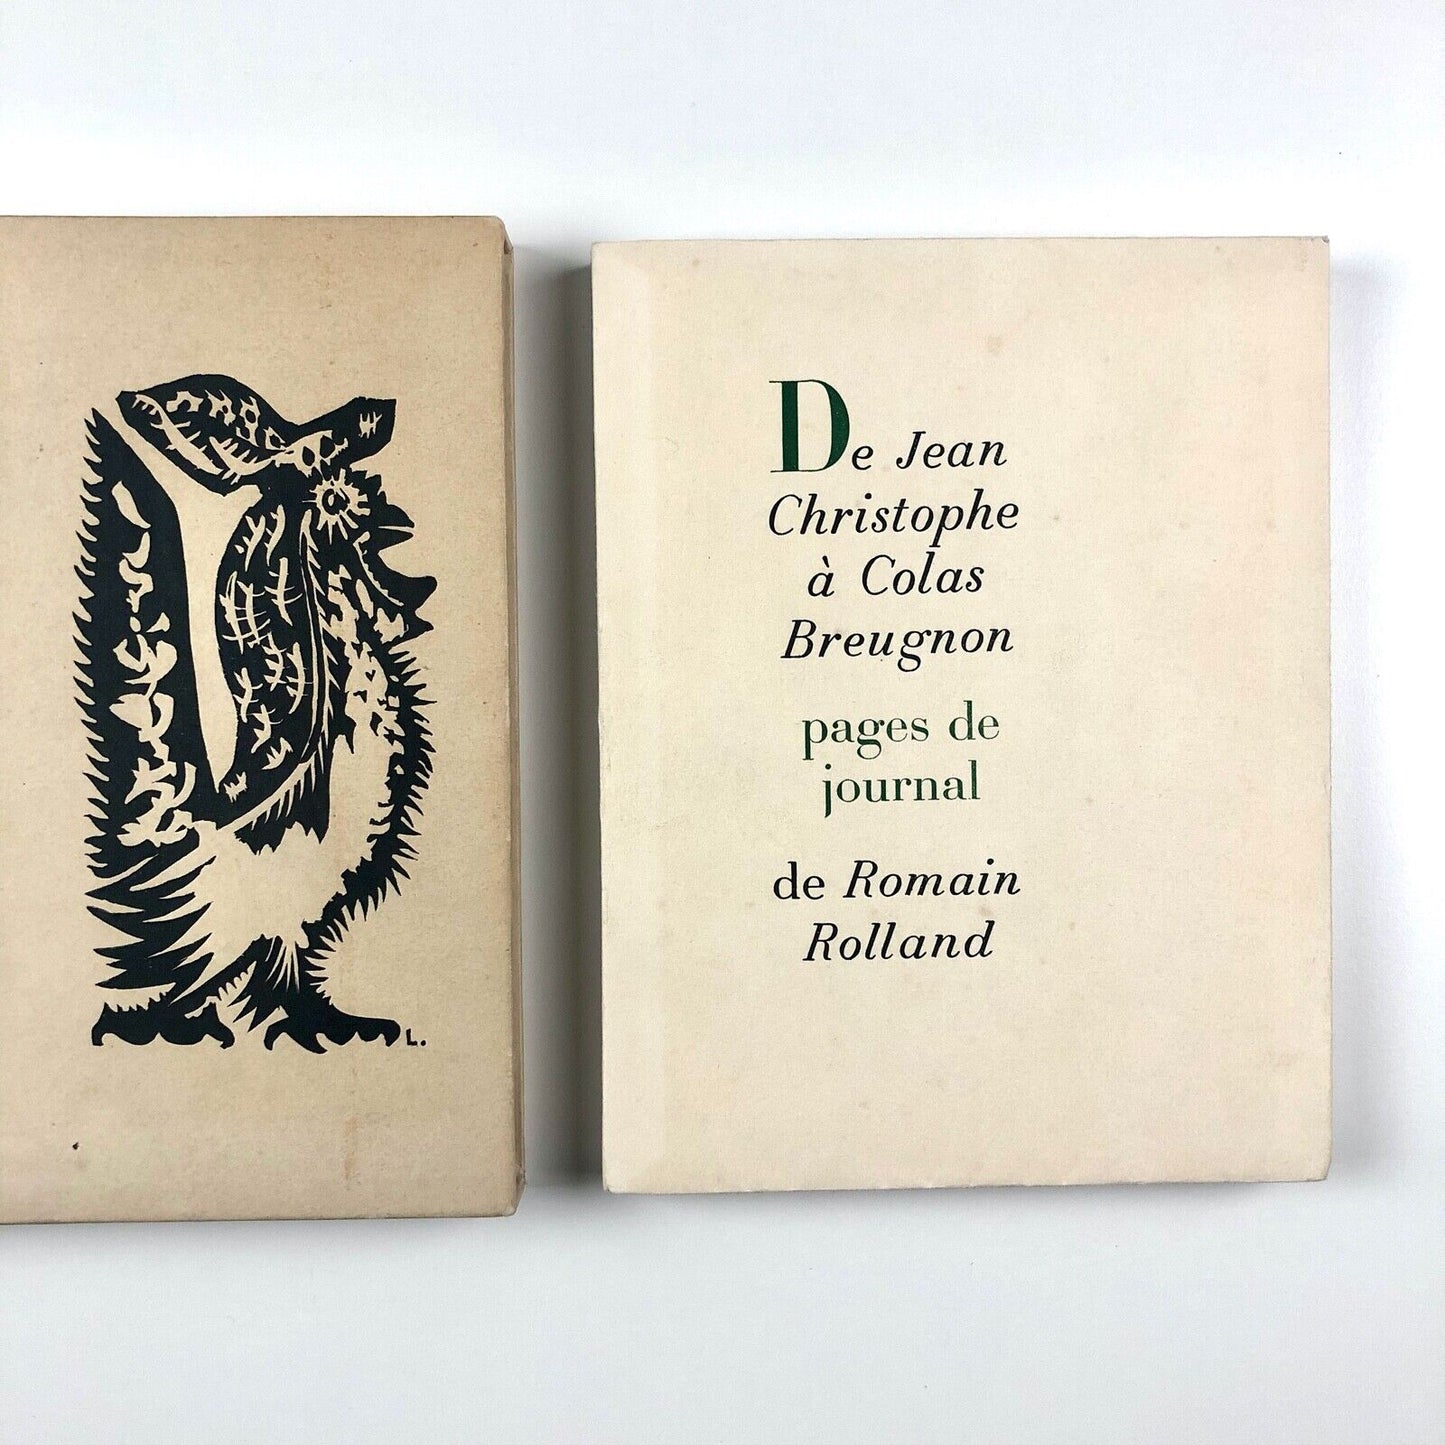 L.
De Jean
Christophe
à Colas
Breugnon
pages de
journal
de Romain
Rolland